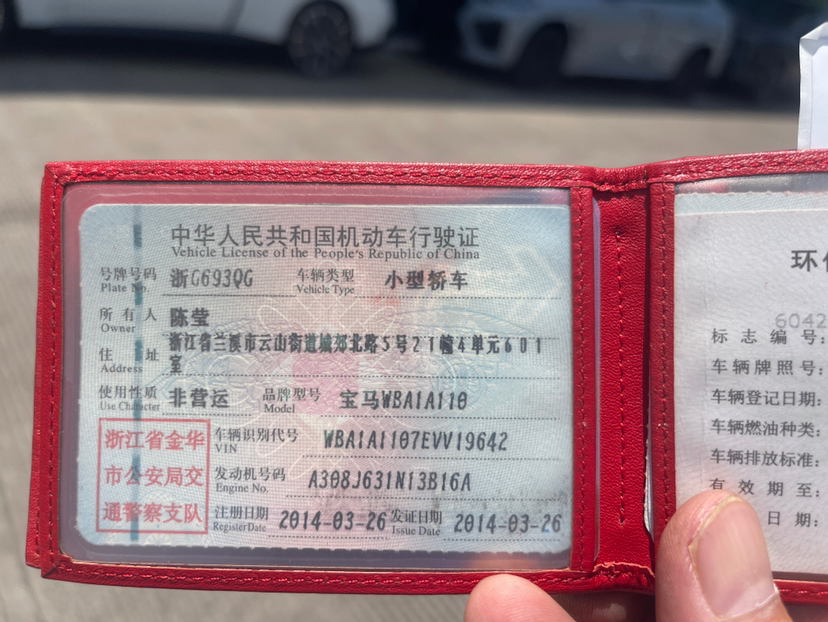 中华人民共和国机动车行驶证
Vehicle License of the People's Republic of China
号牌号码 浙G693QG 车辆类型 小型轿车
Plate No. Vehicle Type
所有人 陈莹
Owner
浙江省兰溪市云山街道城郊北路5号21幢4单元601
住址 室
Address
使用性质 非营运 品牌型号 宝马WBA1A110
Use Character Model
浙江省金华
市公安局交
通警察支队
车辆识别代号 WBA1A1107EVV19642
VIN
发动机号码 A308J631N13B16A
Engine No.
注册日期 2014-03-26 发证日期 2014-03-26
Register Date Issue Date
环保
6042
标志编号:
车辆牌照号:
车辆登记日期:
车辆燃油种类:
车辆排放标准:
有效期至:
日期: